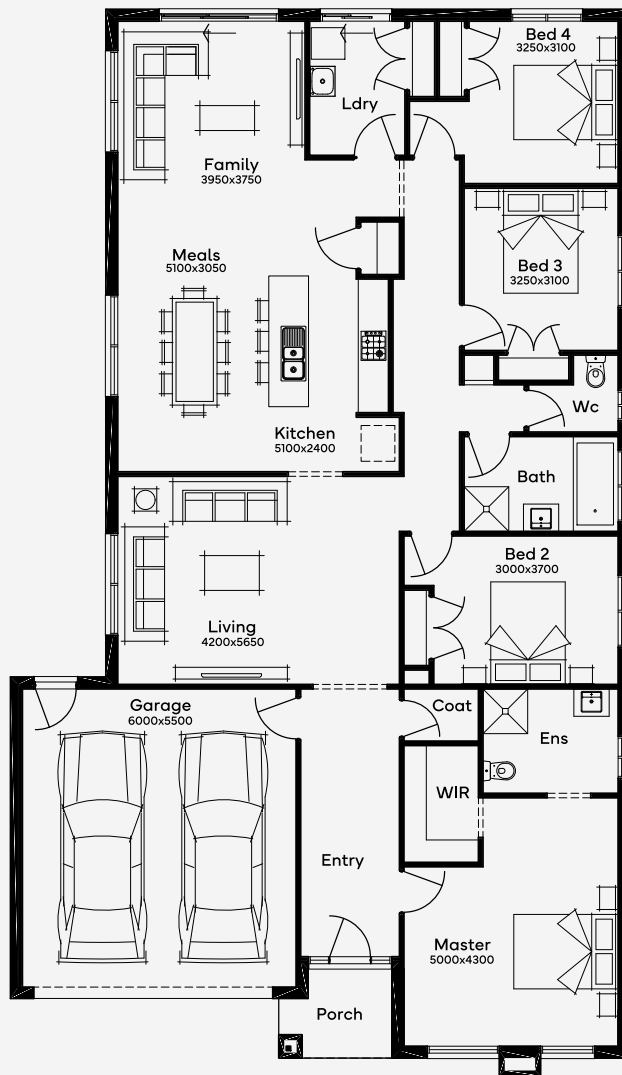 Bed 4
3250x3100
Ldry
Family
3950x3750
Meals
5100x3050
Bed 3
3250x3100
Wc
Kitchen
5100x2400
Bath
Bed 2
3000x3700
Living
4200x5650
Garage
6000x5500
Coat
Ens
WIR
Entry
Master
5000x4300
Porch